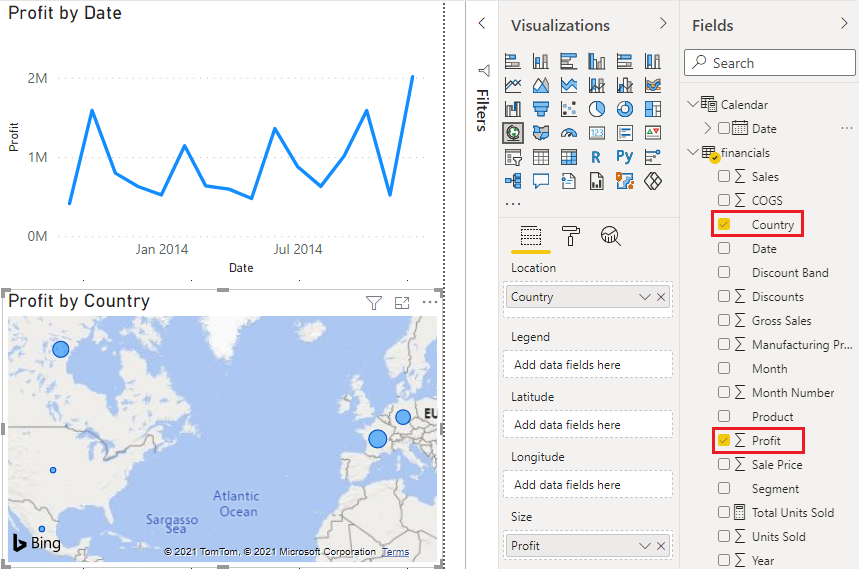 Profit by Date
2M
1M
0M
Profit
Jan 2014
Jul 2014
Date
Profit by Country
EU
Atlantic
Ocean
Sargasso
Sea
Bing
© 2021 TomTom, © 2021 Microsoft Corporation Terms
Filters
Visualizations
123
R
Py
...
Location
Country
Legend
Add data fields here
Latitude
Add data fields here
Longitude
Add data fields here
Size
Profit
Fields
Search
Calendar
Date
financials
Sales
COGS
Country
Date
Discount Band
Discounts
Gross Sales
Manufacturing Pr...
Month
Month Number
Product
Profit
Sale Price
Segment
Total Units Sold
Units Sold
Year